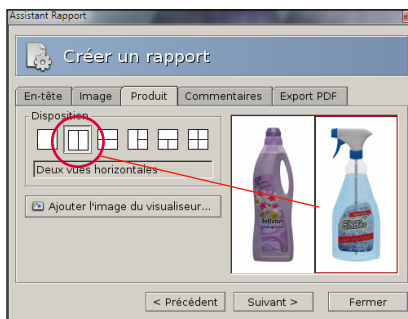 Assistant Rapport
Créer un rapport
En-tête Image Produit Commentaires Export PDF
Disposition
Deux vues horizontales
Ajouter l'image du visualiseur...
Softener
< Précédent Suivant > Fermer